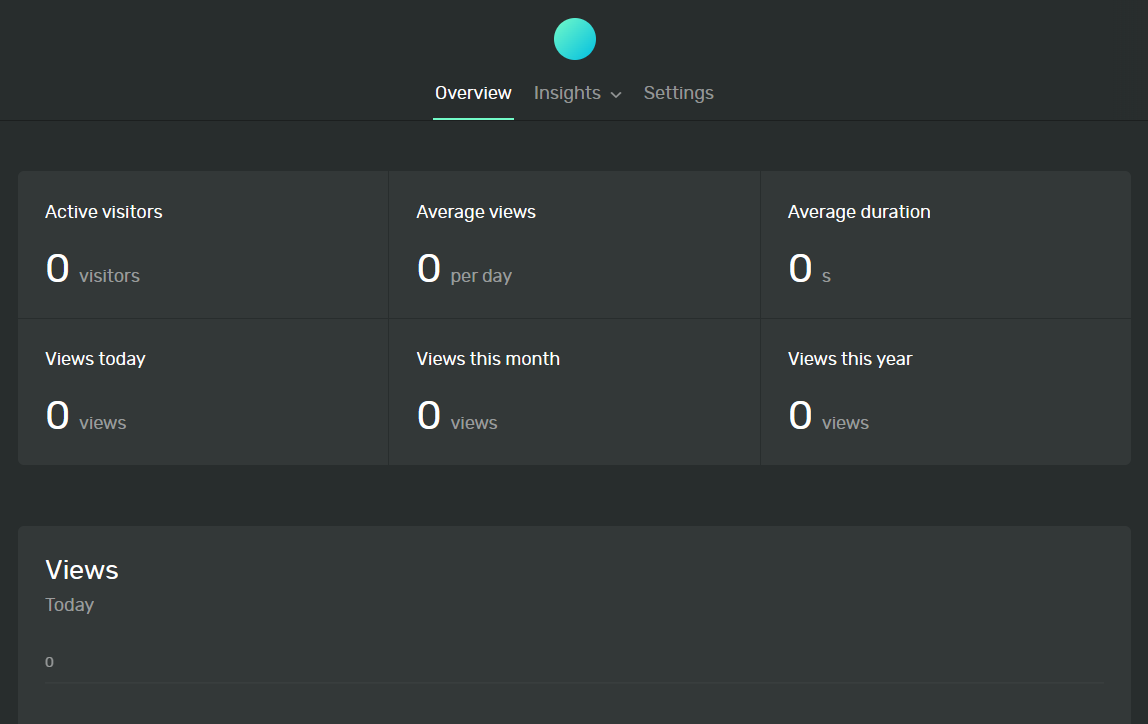 Overview Insights Settings
Active visitors Average views Average duration
0 visitors 0 per day 0 s
Views today Views this month Views this year
0 views 0 views 0 views
Views
Today
0